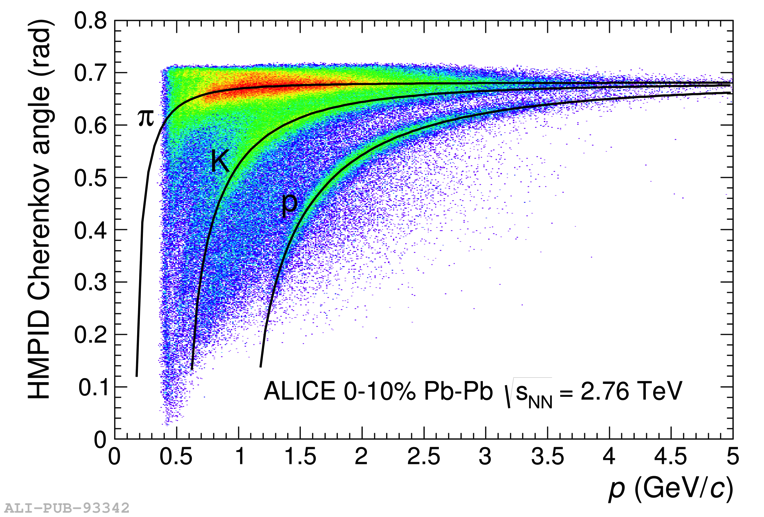 HMPID Cherenkov angle (rad)
0.8
0.7
0.6
0.5
0.4
0.3
0.2
0.1
0
π
K
p
ALICE 0-10% Pb-Pb √sNN = 2.76 TeV
0 0.5 1 1.5 2 2.5 3 3.5 4 4.5 5
p (GeV/c)
ALI-PUB-93342